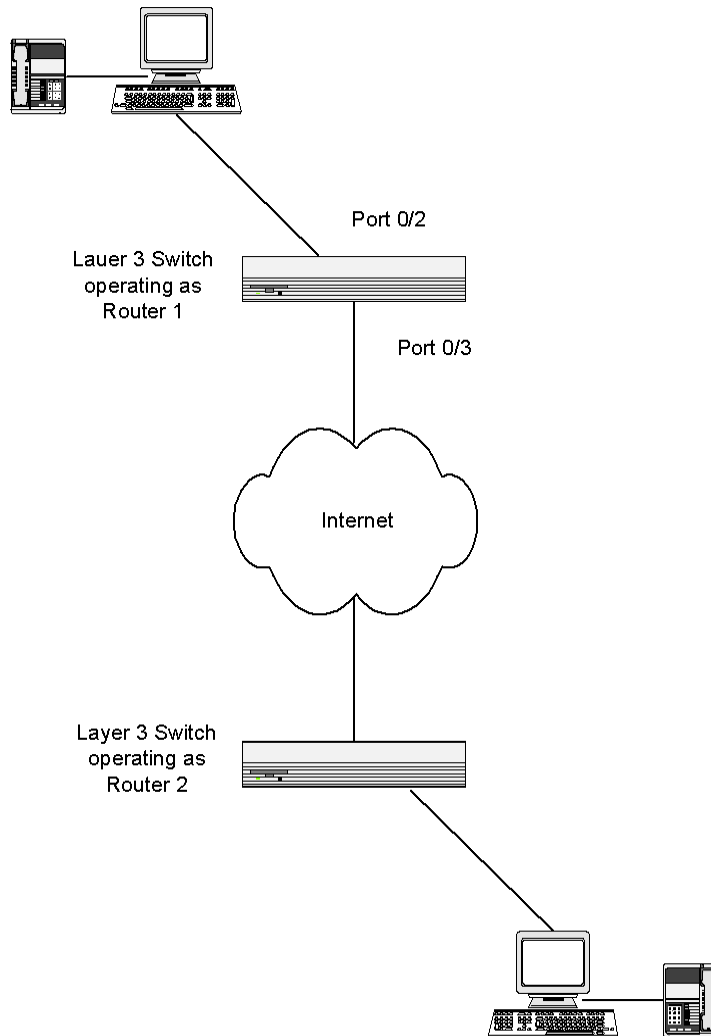 Port 0/2
Lauer 3 Switch
operating as
Router 1
Port 0/3
Internet
Layer 3 Switch
operating as
Router 2